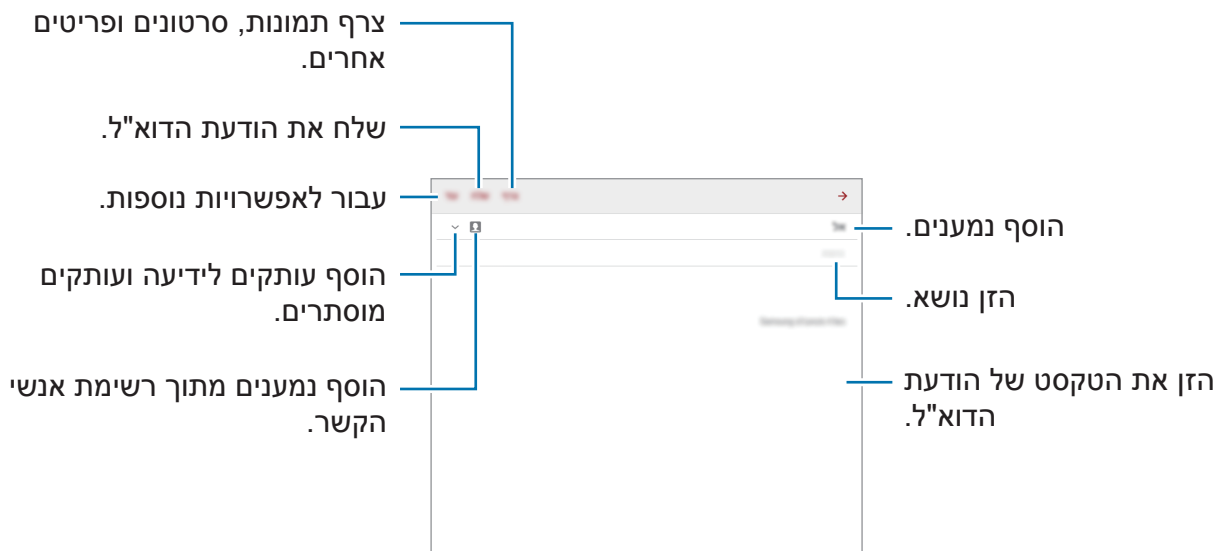 צרף תמונות, סרטונים ופריטים
אחרים.
שלח את הודעת הדוא"ל.
עבור לאפשרויות נוספות.
הוסף עותקים לידיעה ועותקים
מוסתרים.
הוסף נמענים מתוך רשימת אנשי
הקשר.
הוסף נמענים.
הזן נושא.
הזן את הטקסט של הודעת
הדוא"ל.